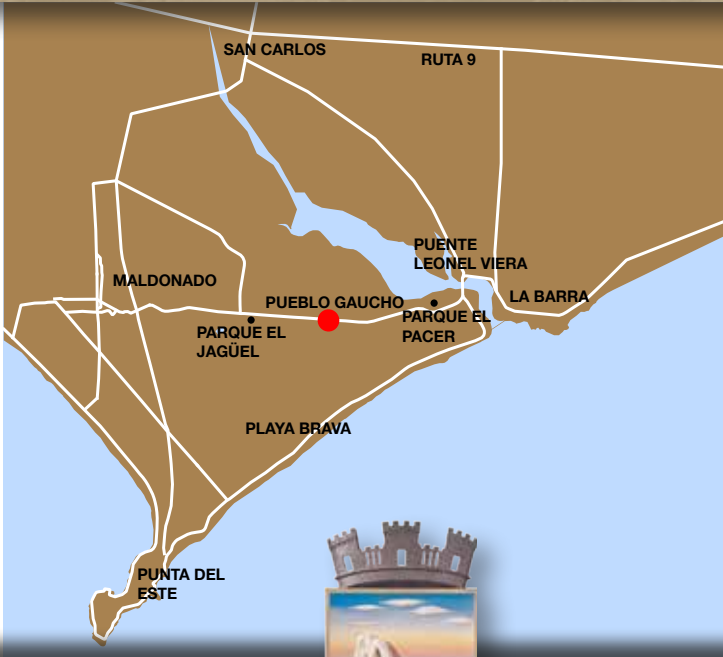 SAN CARLOS
RUTA 9
PUENTE
LEONEL VIERA
MALDONADO
LA BARRA
PUEBLO GAUCHO
PARQUE EL
PACER
PARQUE EL
JAGÜEL
PLAYA BRAVA
PUNTA DEL
ESTE